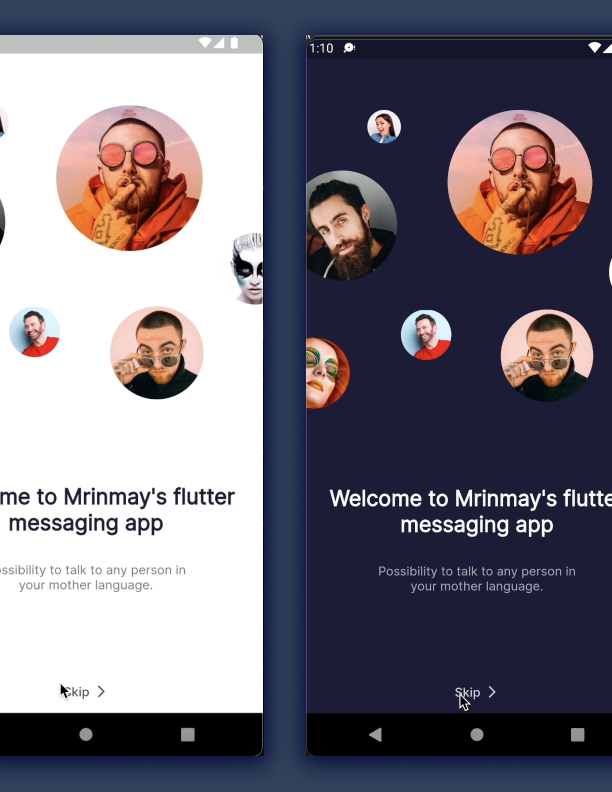 me to Mrinmay's flutter
messaging app
ossibility to talk to any person in
your mother language.
Skip
1:10
Welcome to Mrinmay's flutte
messaging app
Possibility to talk to any person in
your mother language.
Skip